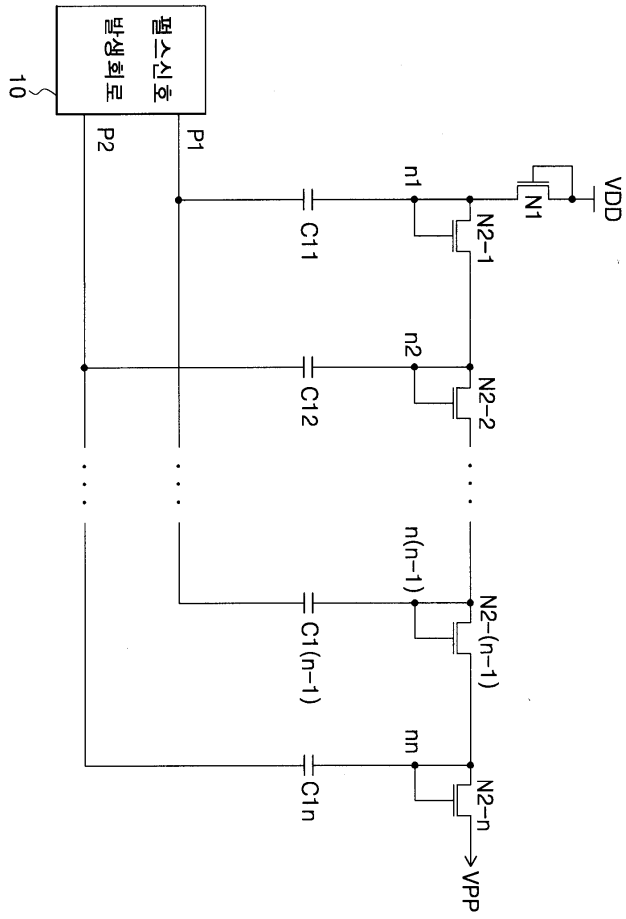 VDD
N1
n1
N2-1
n2
N2-2
n(n-1)
N2-(n-1)
nn
N2-n
VPP
C11
C12
C1(n-1)
C1n
P1
P2
펄스신호
발생회로
10